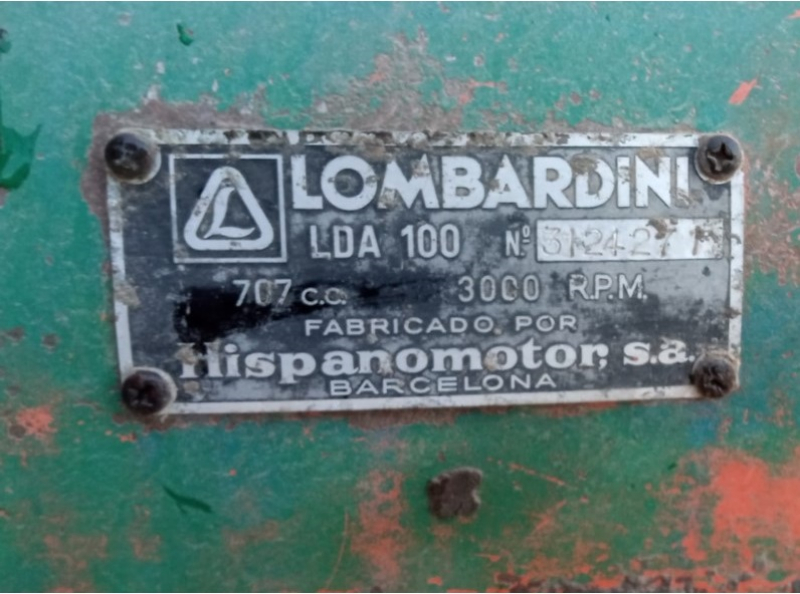 L LOMBARDINI
LDA 100 Nº
707 c.c. 3000 R.P.M.
FABRICADO POR
Hispanomotor, s.a.
BARCELONA